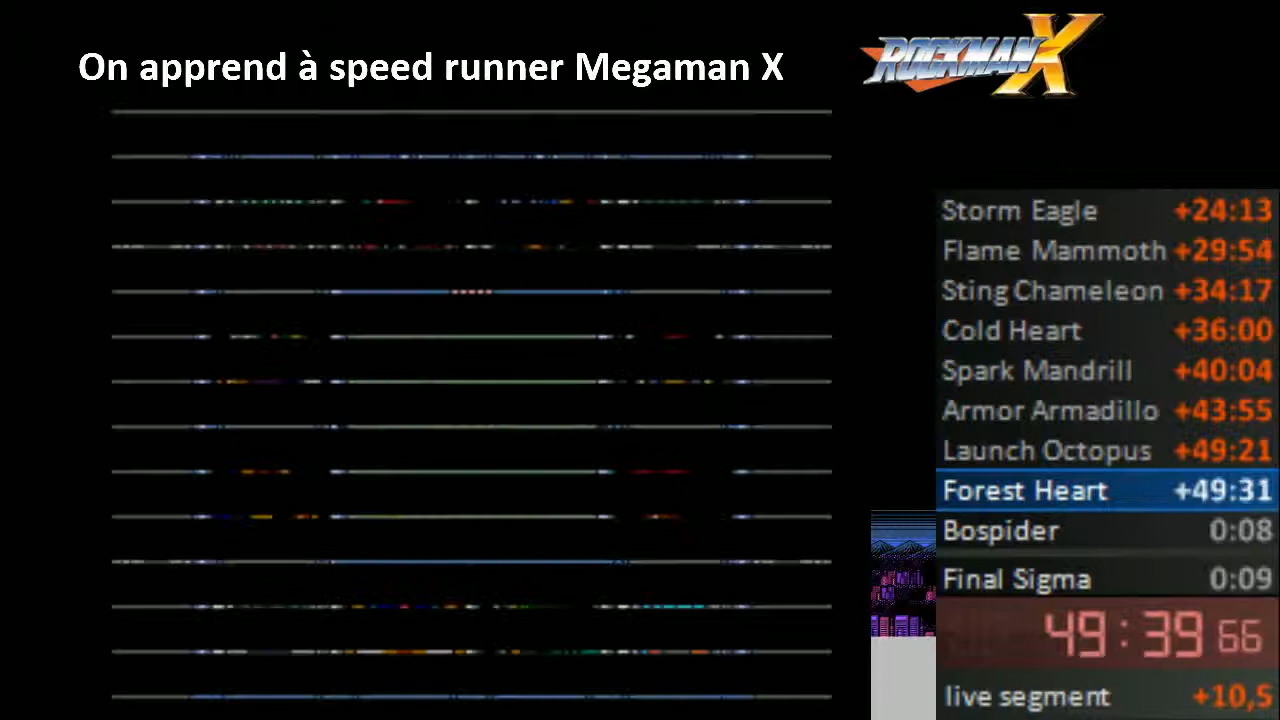 On apprend à speed runner Megaman X
ROCKMAN X
Storm Eagle +24:13
Flame Mammoth +29:54
Sting Chameleon +34:17
Cold Heart +36:00
Spark Mandrill +40:04
Armor Armadillo +43:55
Launch Octopus +49:21
Forest Heart +49:31
Bospider 0:08
Final Sigma 0:09
49:39 66
live segment +10,5